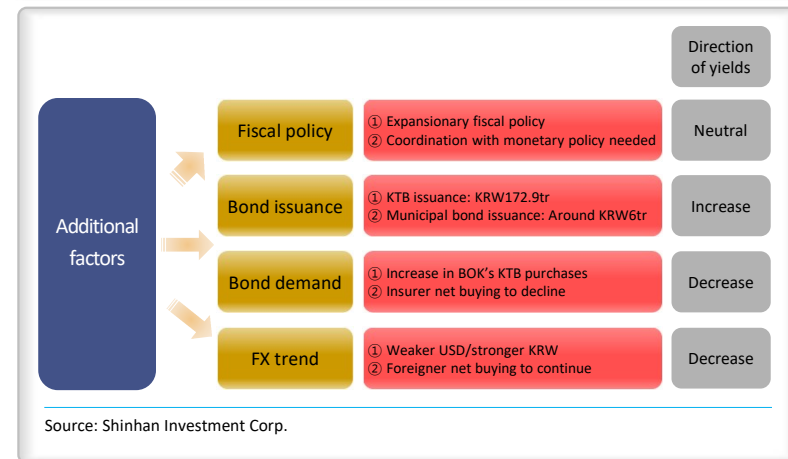 Direction
of yields
Additional
factors
Fiscal policy
① Expansionary fiscal policy
② Coordination with monetary policy needed
Neutral
Bond issuance
① KTB issuance: KRW172.9tr
② Municipal bond issuance: Around KRW6tr
Increase
Bond demand
① Increase in BOK's KTB purchases
② Insurer net buying to decline
Decrease
FX trend
① Weaker USD/stronger KRW
② Foreigner net buying to continue
Decrease
Source: Shinhan Investment Corp.